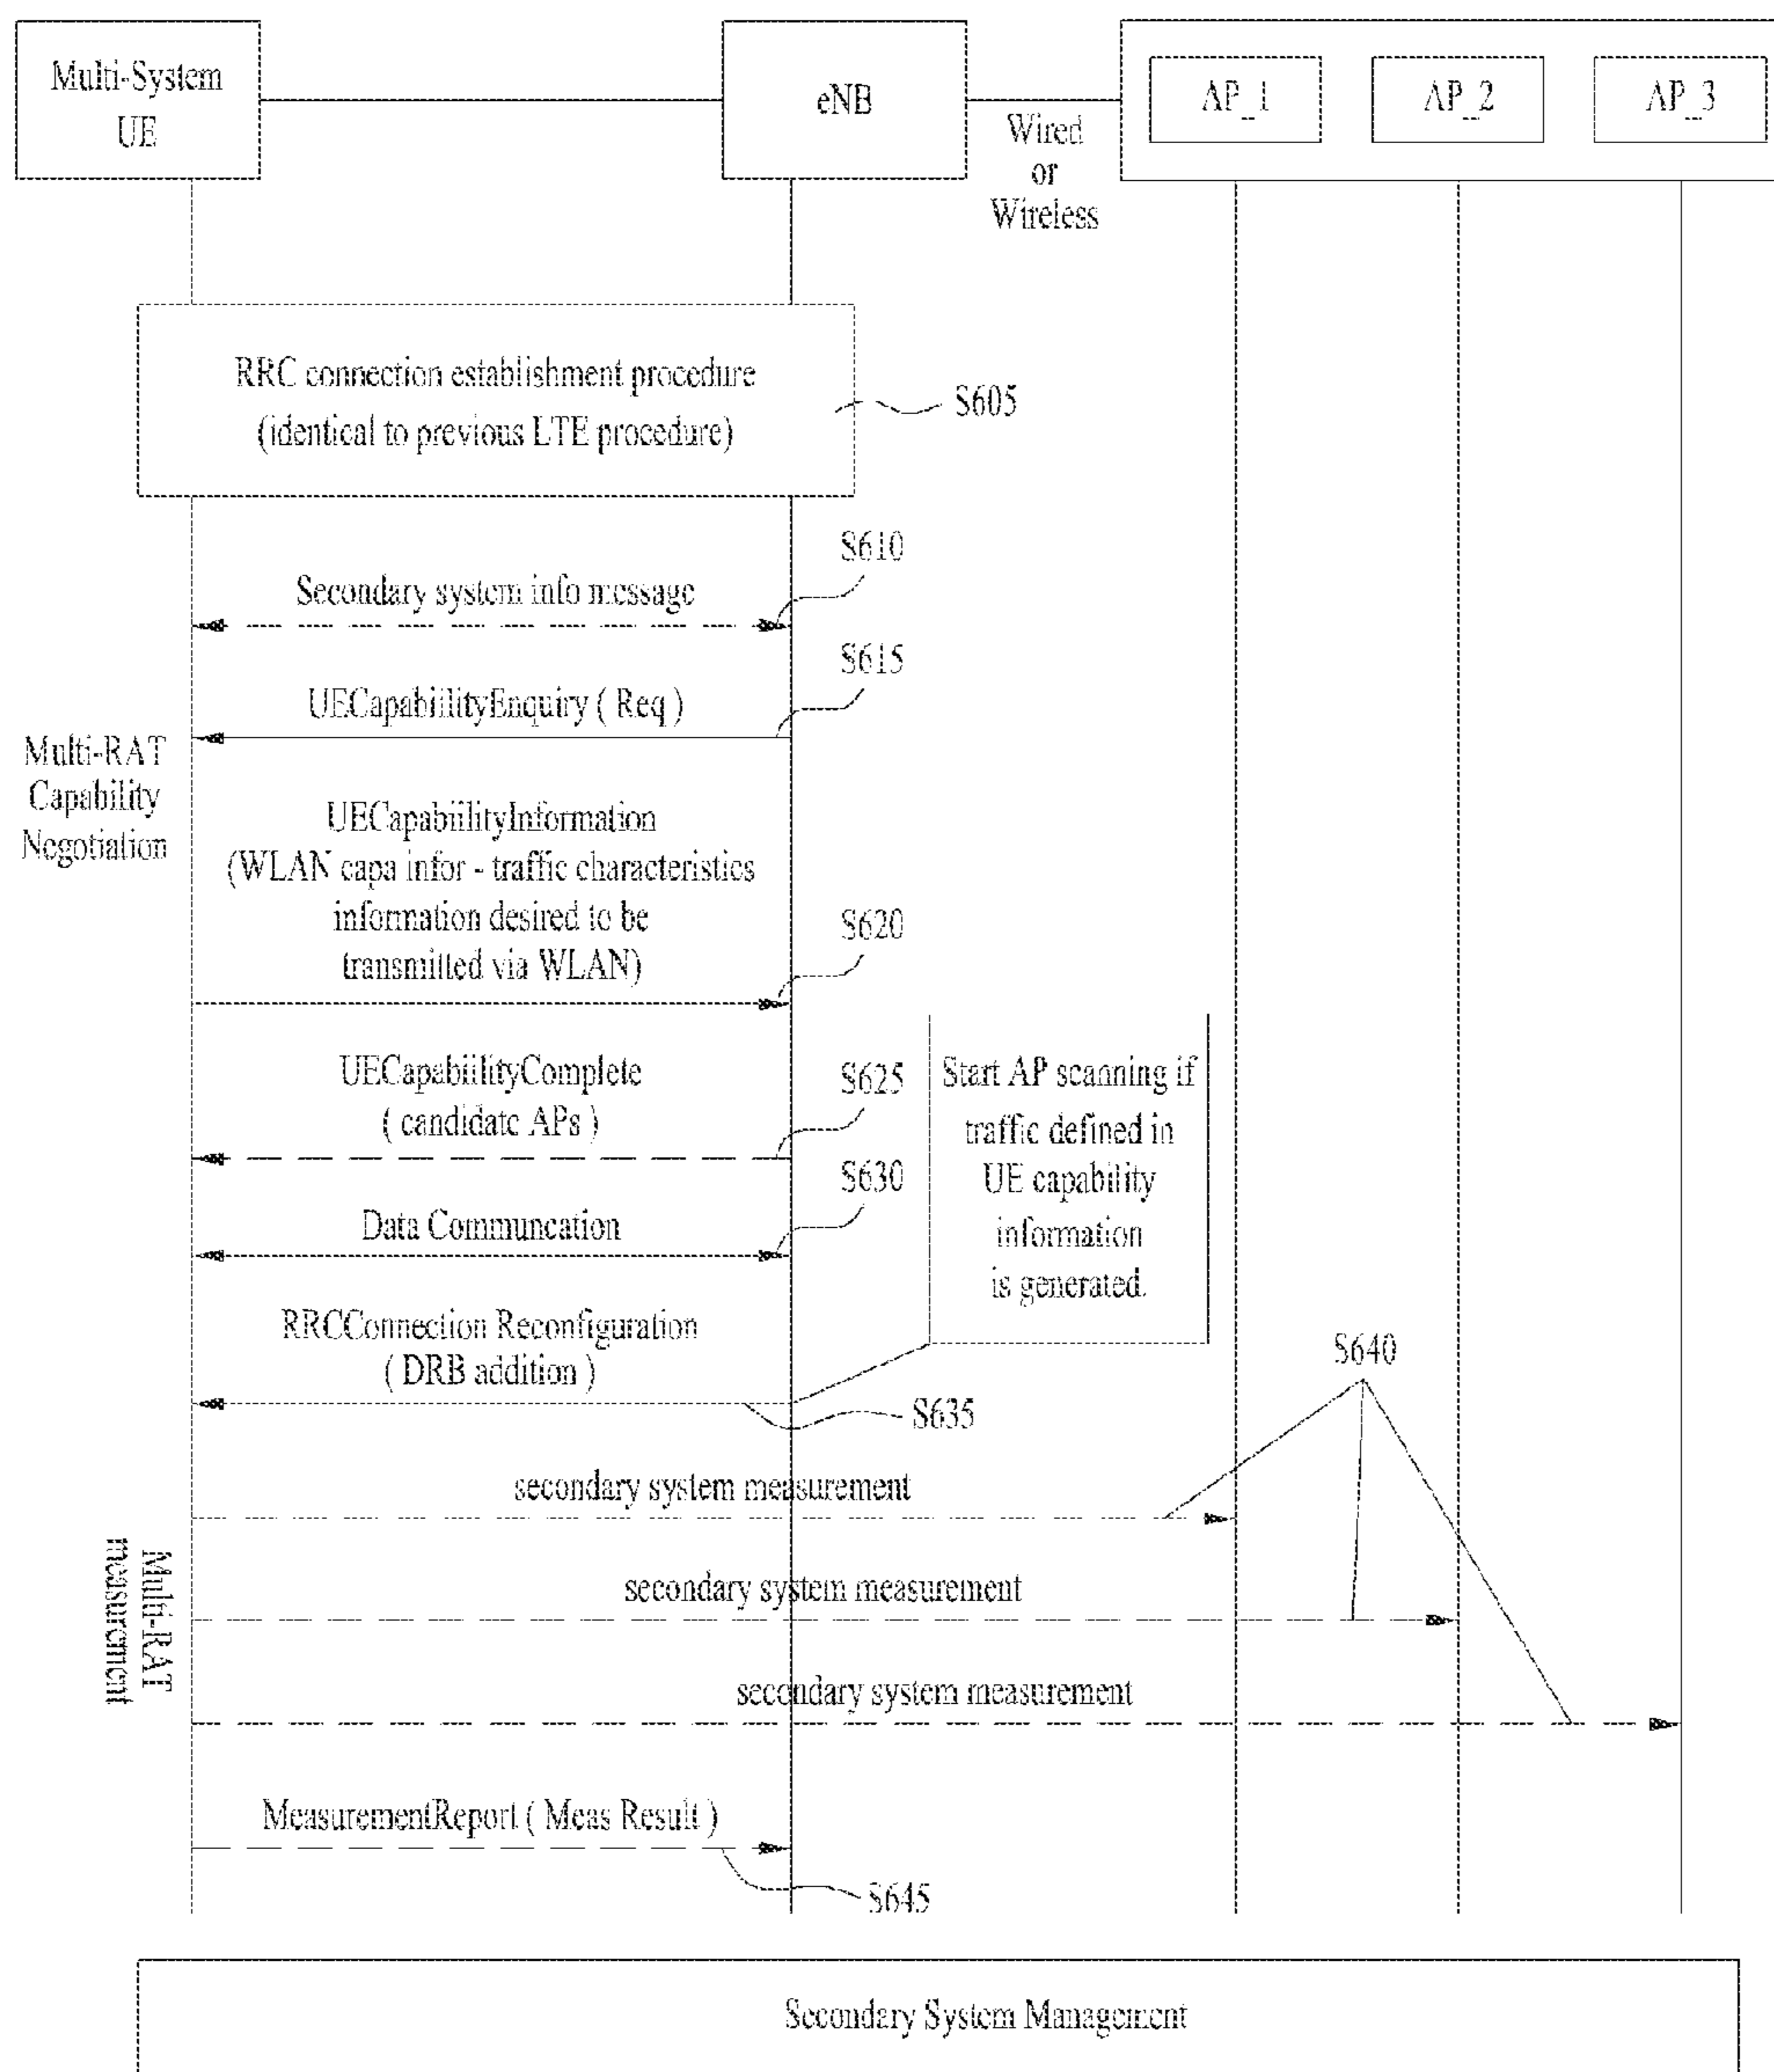 Multi-System
UE
eNB
Wired
or
Wireless
AP_1
AP_2
AP_3
RRC connection establishment procedure
(identical to previous LTE procedure)
S605
S610
Secondary system info message
S615
UECapabiilityEnquiry ( Req )
Multi-RAT
Capability
Negotiation
UECapabiilityInformation
(WLAN capa infor - traffic characteristics
information desired to be
transmitted via WLAN)
S620
UECapabiilityComplete
( candidate APs )
S625
Start AP scanning if
traffic defined in
UE capability
information
is generated.
S630
Data Communcation
RRCConnection Reconfiguration
( DRB addition )
S635
S640
secondary system measurement
secondary system measurement
secondary system measurement
Multi-RAT
measurement
MeasurementReport ( Meas Result )
S645
Secondary System Management